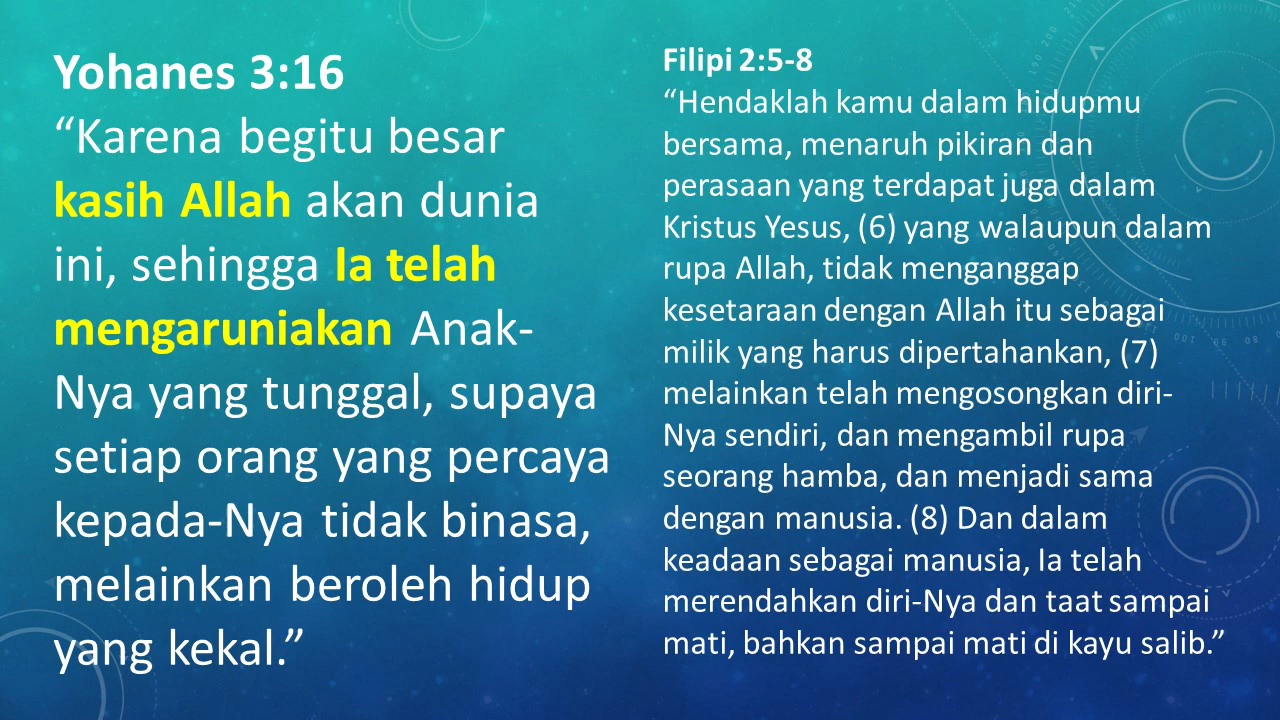 Yohanes 3:16
“Karena begitu besar
kasih Allah akan dunia
ini, sehingga Ia telah
mengaruniakan Anak-
Nya yang tunggal, supaya
setiap orang yang percaya
kepada-Nya tidak binasa,
melainkan beroleh hidup
yang kekal.”
Filipi 2:5-8
“Hendaklah kamu dalam hidupmu
bersama, menaruh pikiran dan
perasaan yang terdapat juga dalam
Kristus Yesus, (6) yang walaupun dalam
rupa Allah, tidak menganggap
kesetaraan dengan Allah itu sebagai
milik yang harus dipertahankan, (7)
melainkan telah mengosongkan diri-
Nya sendiri, dan mengambil rupa
seorang hamba, dan menjadi sama
dengan manusia. (8) Dan dalam
keadaan sebagai manusia, Ia telah
merendahkan diri-Nya dan taat sampai
mati, bahkan sampai mati di kayu salib.”